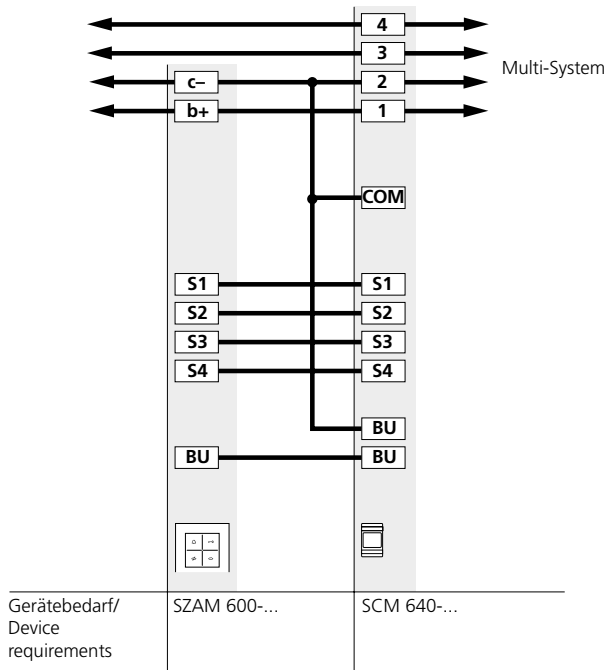 4
3
Multi-System
c– 2
b+ 1
COM
S1 S1
S2 S2
S3 S3
S4 S4
BU
BU BU
Gerätebedarf/ SZAM 600-... SCM 640-...
Device
requirements